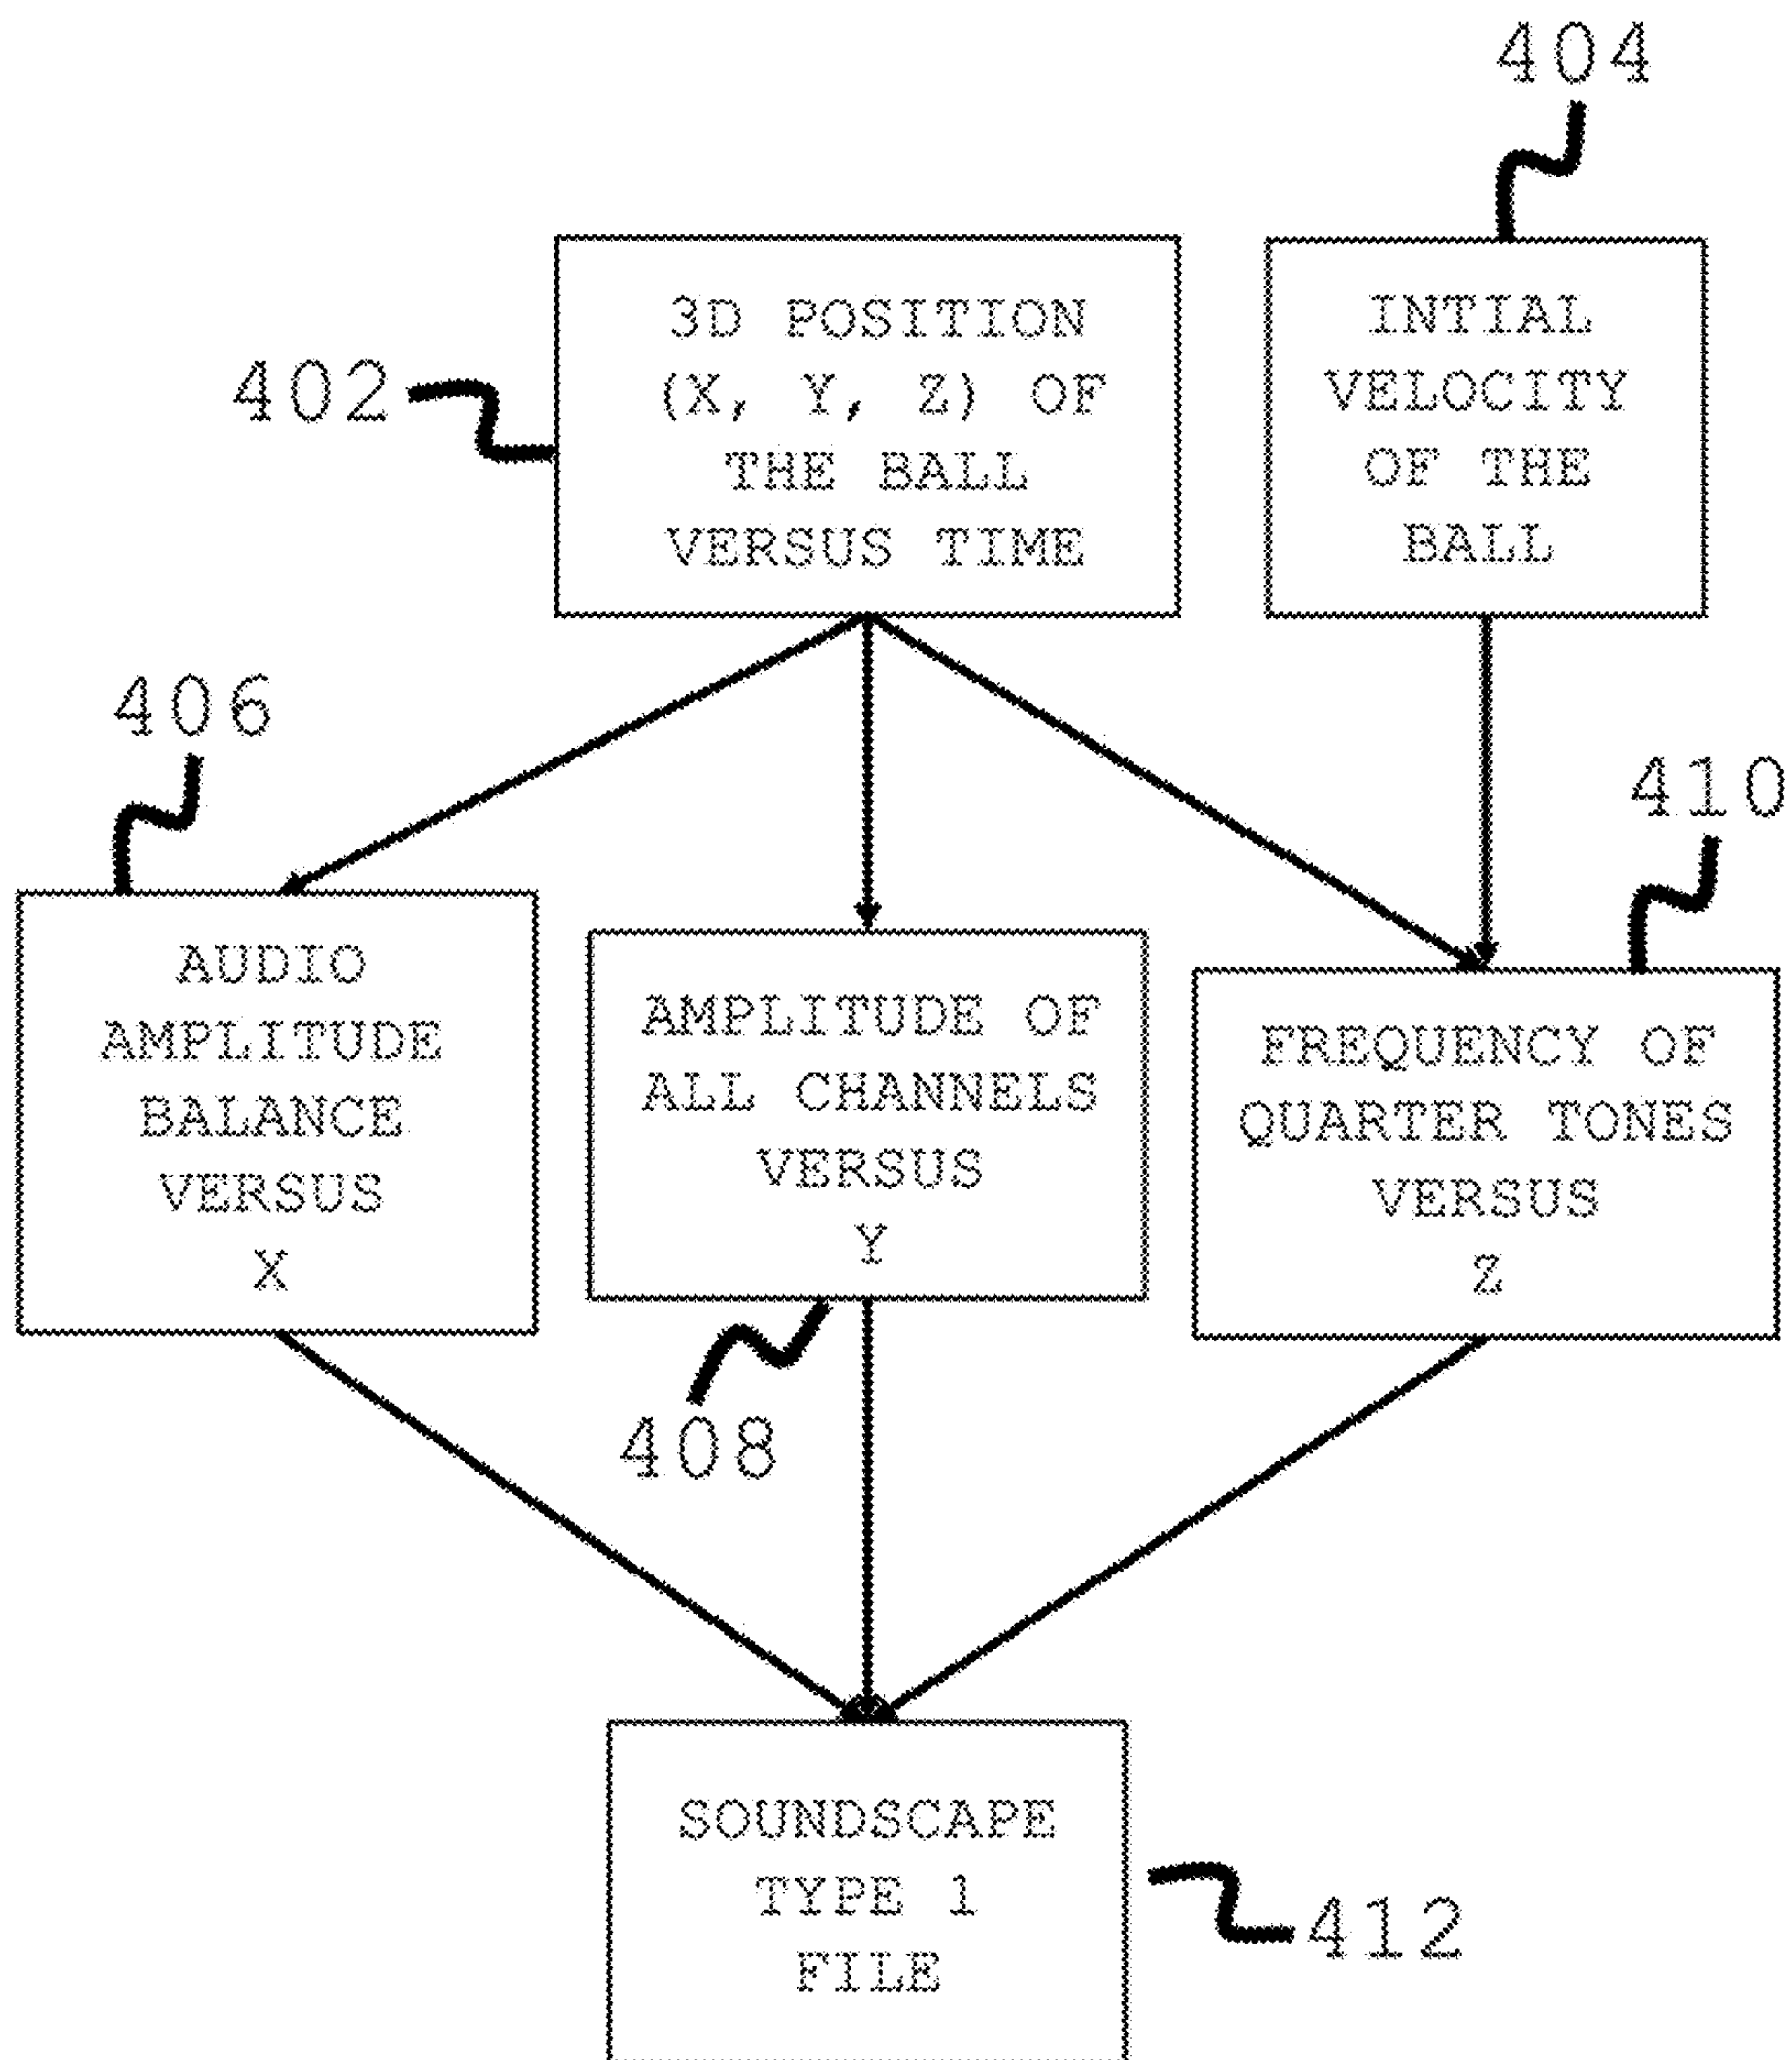 404
3D POSITION
(X, Y, Z) OF
THE BALL
VERSUS TIME
INTIAL
VELOCITY
OF THE
BALL
402
406
410
AUDIO
AMPLITUDE
BALANCE
VERSUS
X
AMPLITUDE OF
ALL CHANNELS
VERSUS
Y
FREQUENCY OF
QUARTER TONES
VERSUS
Z
408
SOUNDSCAPE
TYPE 1
FILE
412